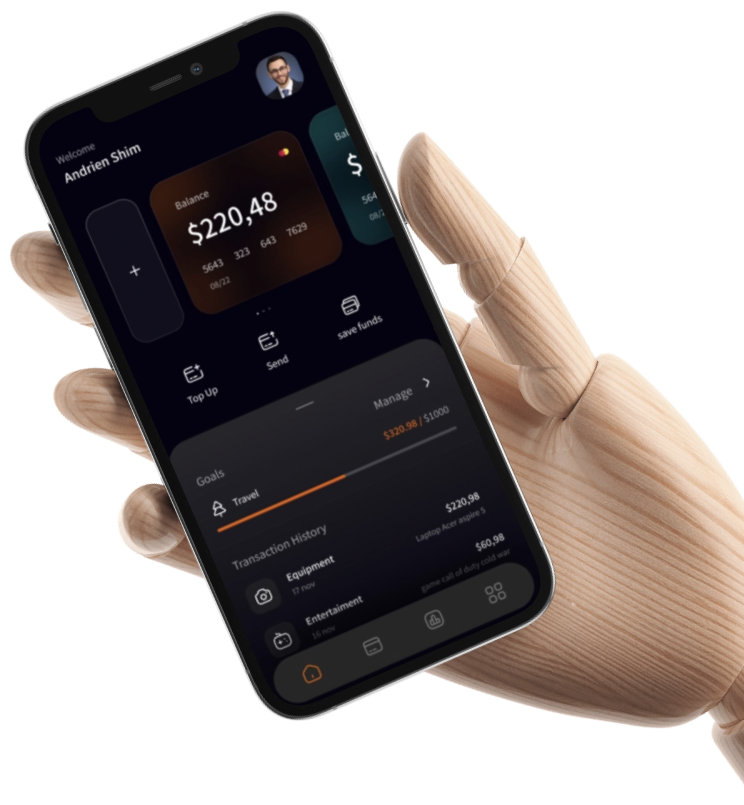 Welcome
Andrien Shim
Balance
$220,48
5643 323 643 7629
08/22
Bal
$
564
08/2
+
Top Up
Send
save funds
Manage
Goals
$320.98 / $1000
Travel
Transaction History
Equipment
17 nov
$220,98
Laptop Acer aspire 5
Entertaiment
16 nov
$60,98
game call of duty cold war